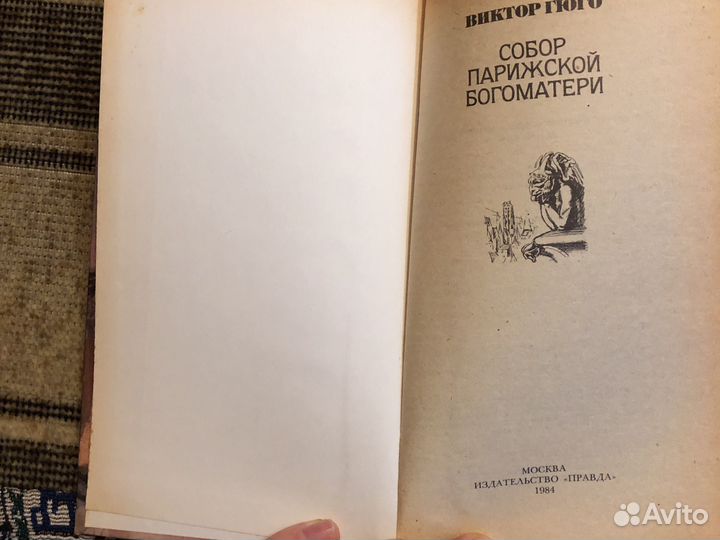 ВИКТОР ГЮГО
СОБОР
ПАРИЖСКОЙ
БОГОМАТЕРИ
МОСКВА
ИЗДАТЕЛЬСТВО «ПРАВДА»
1984
Avito